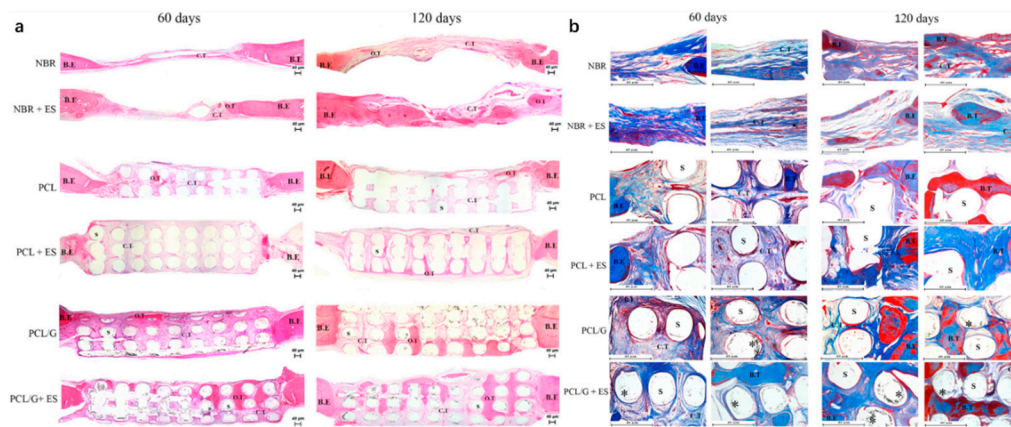 a
60 days
120 days
NBR
B.E
C.T
B.E
O.T
C.T
B.E
NBR + ES
B.E
O.T
C.T
B.E
C.T
O.T
PCL
B.E
O.T
C.T
B.E
B.E
O.T
S
B.E
PCL + ES
S
C.T
B.E
C.T
S
O.T
B.E
PCL/G
B.E
O.T
S
C.T
B.E
S
C.T
O.T
B.E
PCL/G+ ES
B.E
O.T
S
C.T
B.E
C.T
O.T
S
B.E
b
60 days
120 days
NBR
B.E
C.T
B.E
B.T
C.T
NBR + ES
C.T
B.E
B.T
C.T
PCL
B.E
S
C.T
B.T
B.E
S
B.T
S
PCL + ES
B.E
S
S
C.T
S
B.E
B.T
S
PCL/G
B.T
S
C.T
*
S
*
S
B.E
*
B.T
S
PCL/G + ES
*
S
B.T
*
S
S
*
*
S
*
B.T